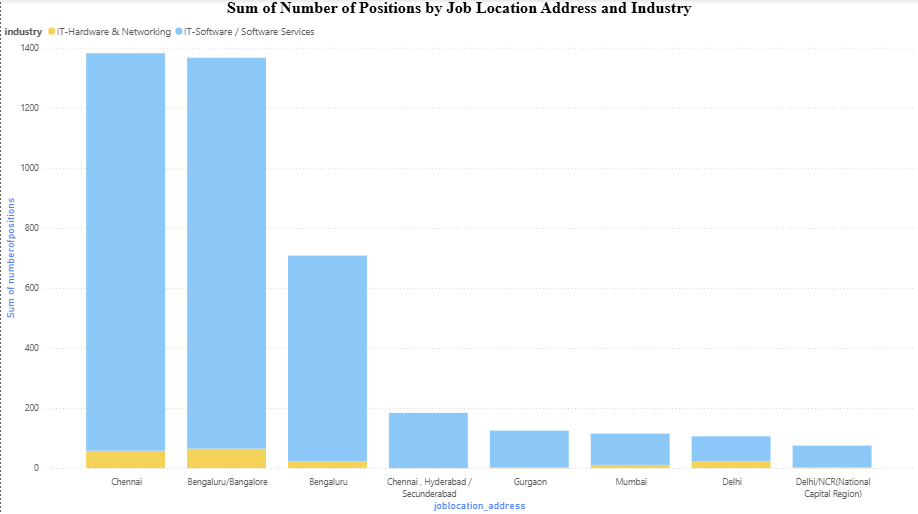 Sum of Number of Positions by Job Location Address and Industry
industry IT-Hardware & Networking IT-Software / Software Services
1400
1200
1000
800
600
400
200
0
Sum of numberofpositions
Chennai
Bengaluru/Bangalore
Bengaluru
Chennai , Hyderabad /
Secunderabad
Gurgaon
Mumbai
Delhi
Delhi/NCR(National
Capital Region)
joblocation_address